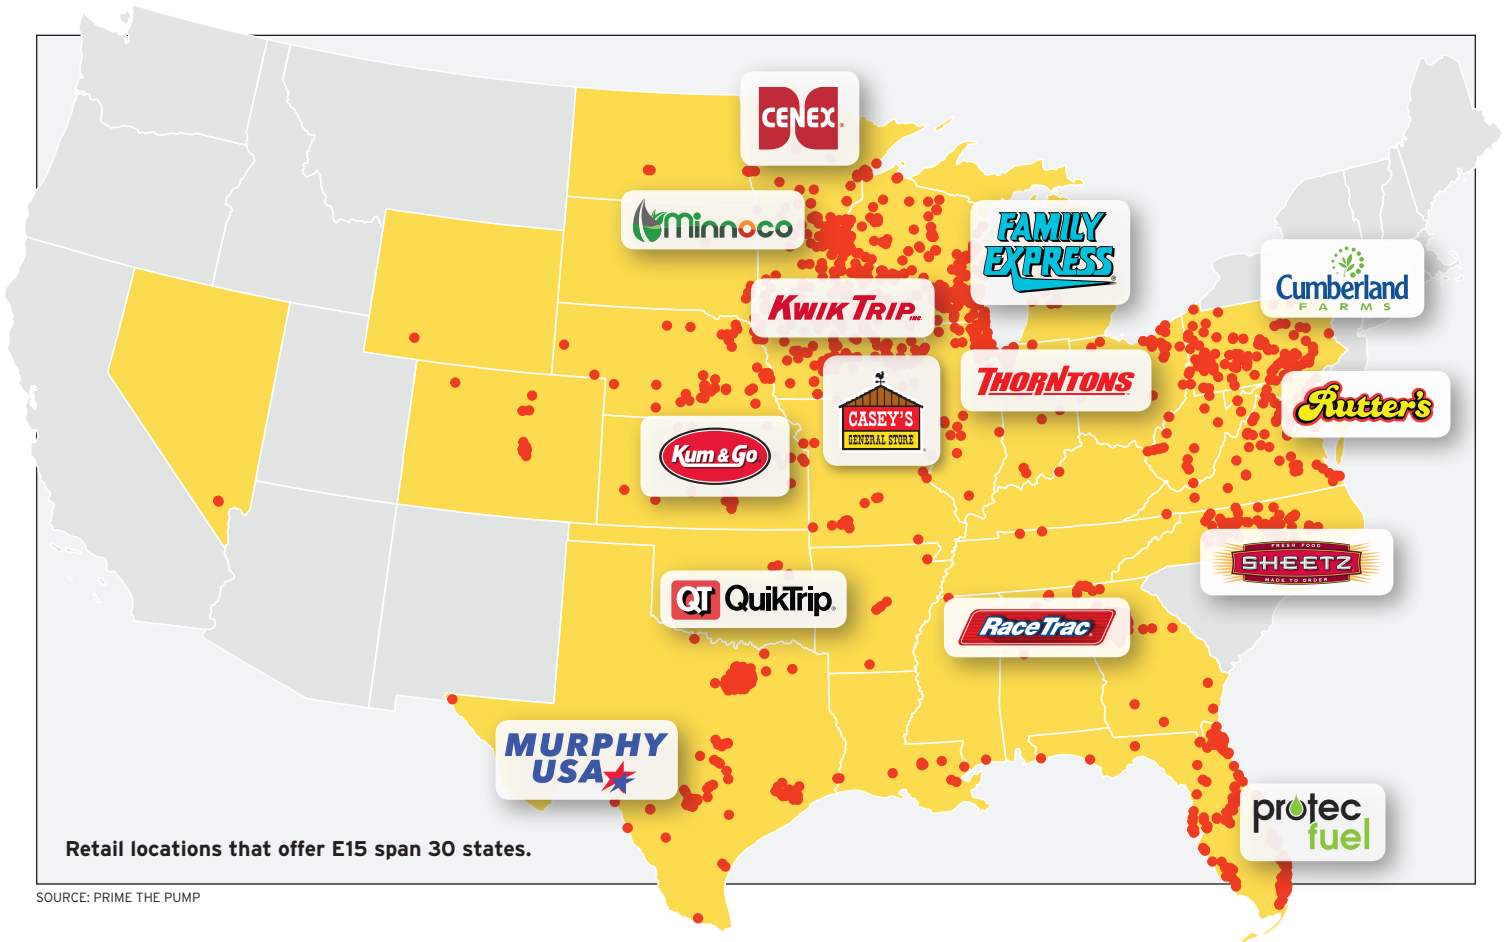 CENEX
Minnoco
FAMILY
EXPRESS
Cumberland
FARMS
KWIK TRIP INC.
THORNTONS
CASEY'S
GENERAL STORE
Rutter's
Kum & Go
FRESH FOOD
SHEETZ
MADE TO ORDER
QT QuikTrip
RaceTrac
MURPHY
USA
protec
fuel
Retail locations that offer E15 span 30 states.
SOURCE: PRIME THE PUMP